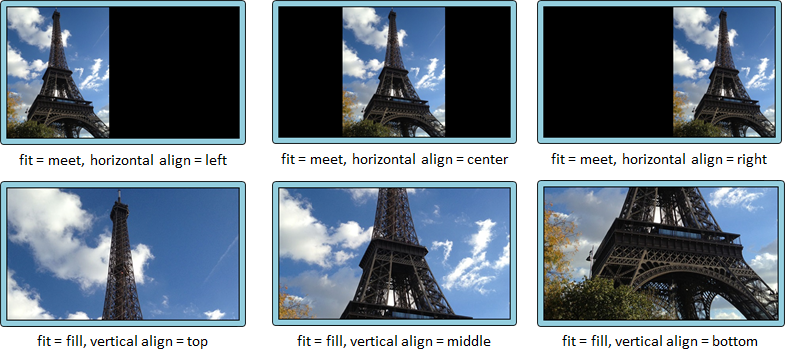 fit = meet, horizontal align = left
fit = meet, horizontal align = center
fit = meet, horizontal align = right
fit = fill, vertical align = top
fit = fill, vertical align = middle
fit = fill, vertical align = bottom